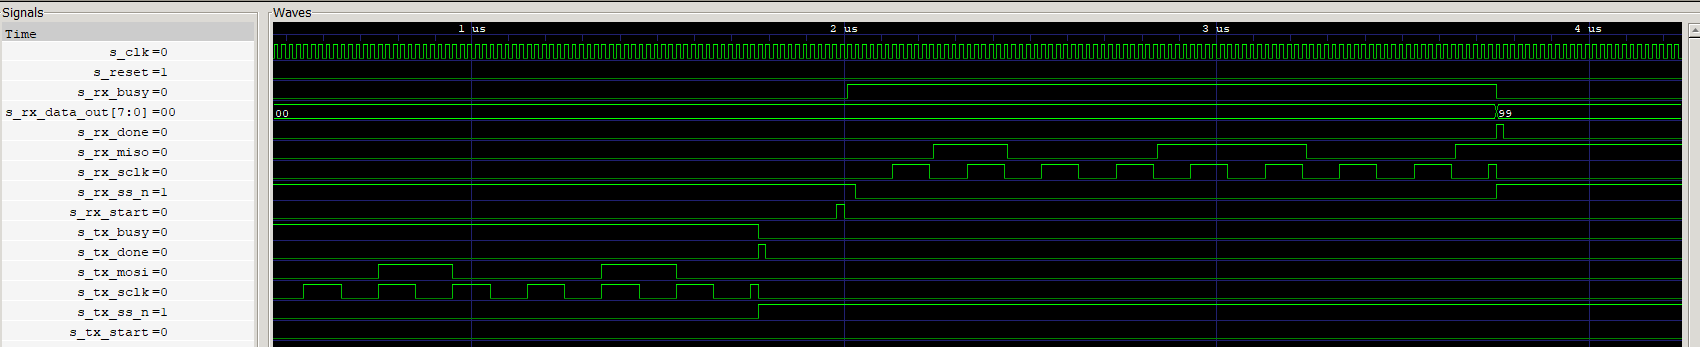 Signals
Waves
Time
1 us 2 us 3 us 4 us
s_clk=0
s_reset=1
s_rx_busy=0
s_rx_data_out[7:0]=00
00 99
s_rx_done=0
s_rx_miso=0
s_rx_sclk=0
s_rx_ss_n=1
s_rx_start=0
s_tx_busy=0
s_tx_done=0
s_tx_mosi=0
s_tx_sclk=0
s_tx_ss_n=1
s_tx_start=0